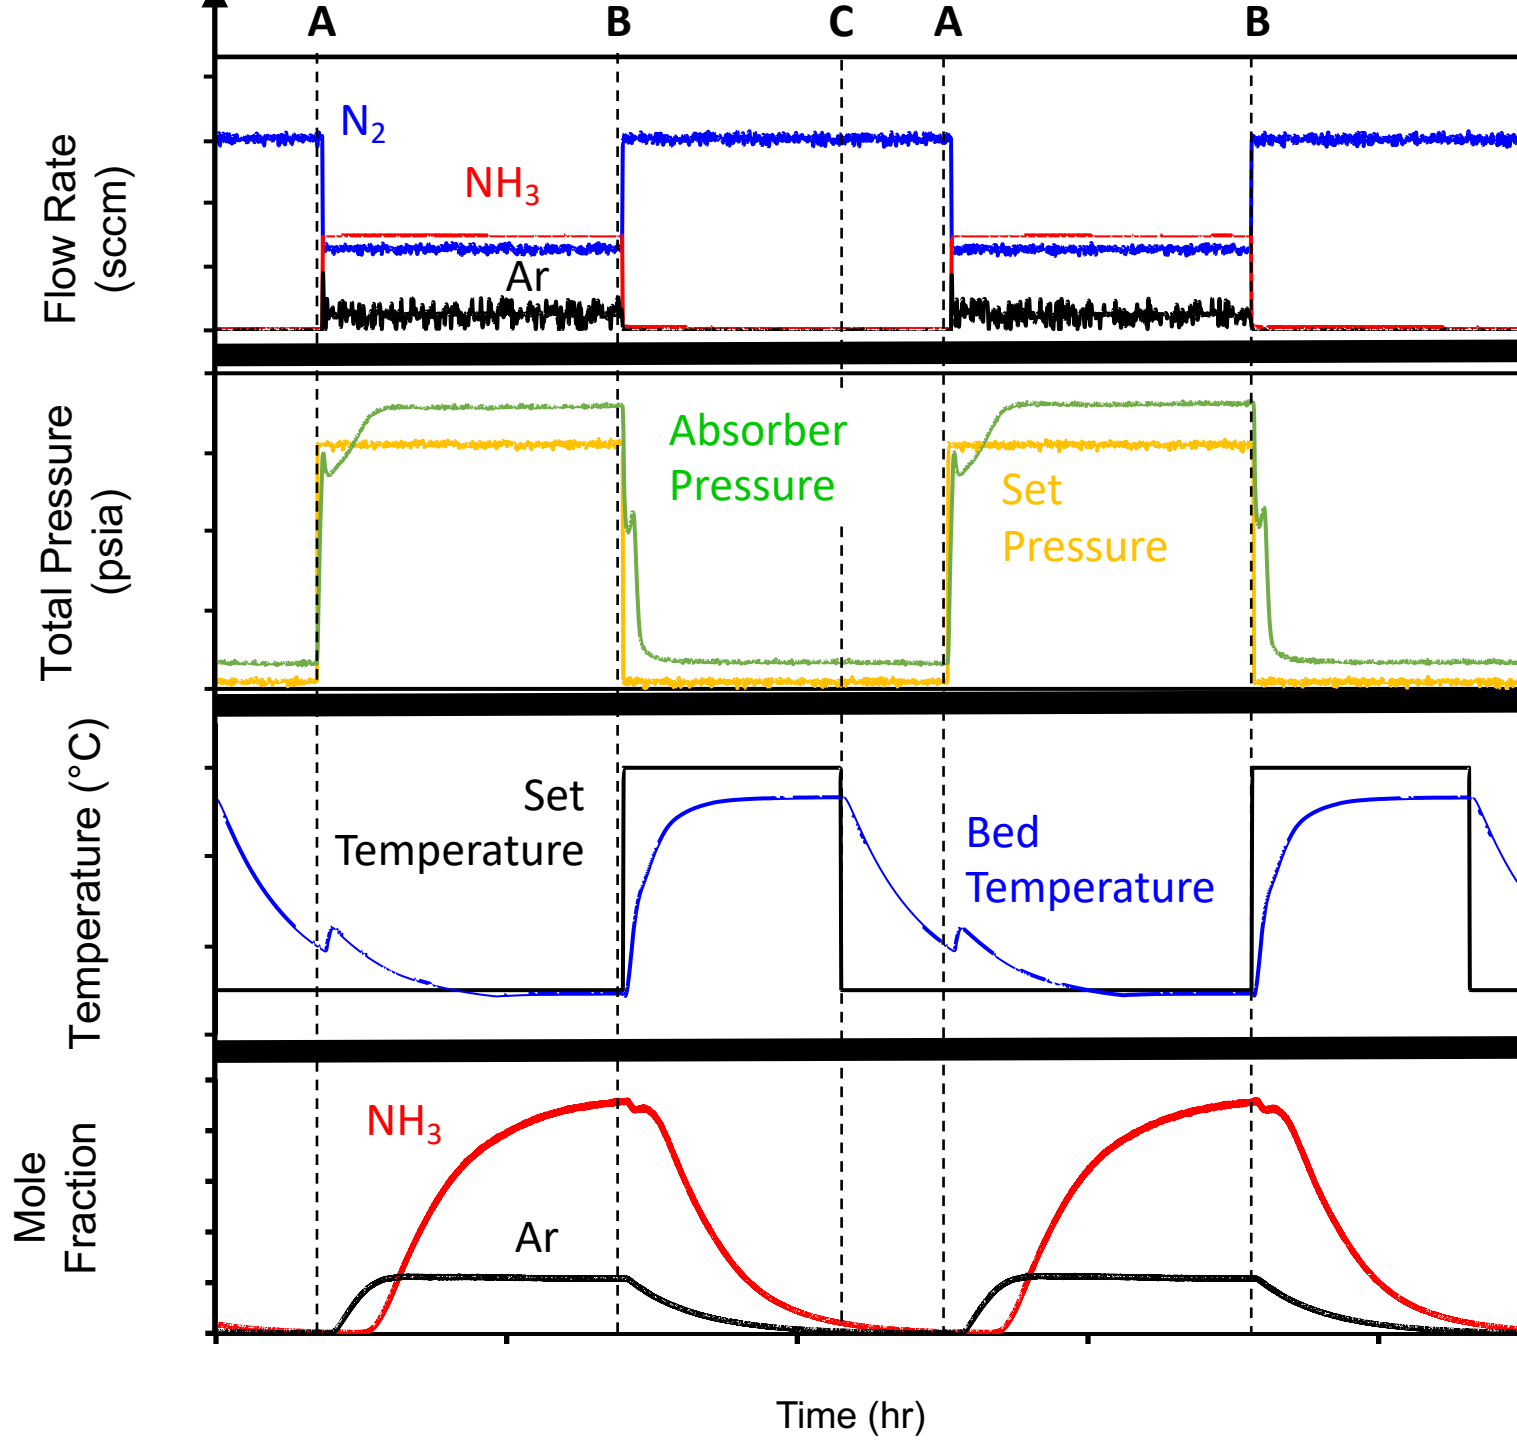 A B C A B
Flow Rate
(sccm)
N₂
NH₃
Ar
Total Pressure
(psia)
Absorber
Pressure
Set
Pressure
Temperature (°C)
Set
Temperature
Bed
Temperature
Mole
Fraction
NH₃
Ar
Time (hr)